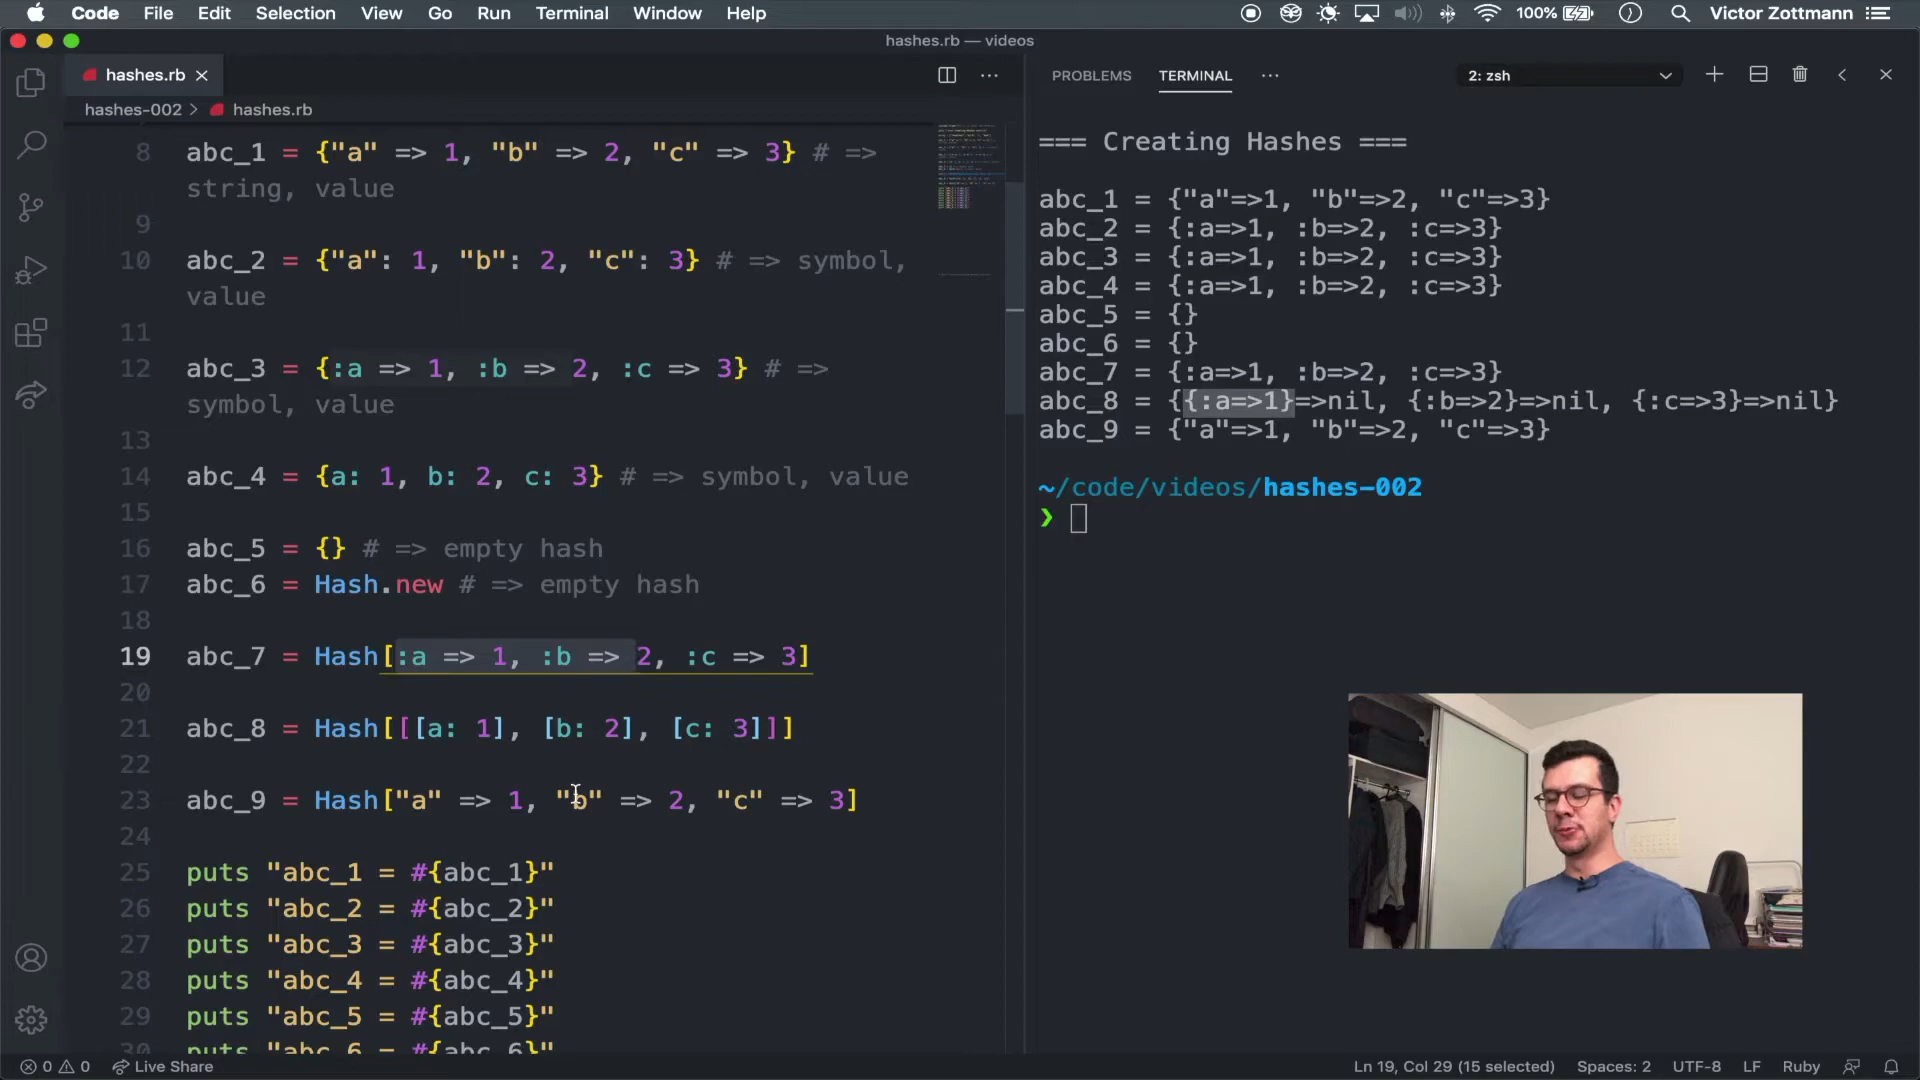 Code File Edit Selection View Go Run Terminal Window Help 100% Victor Zottmann
hashes.rb — videos
hashes.rb
hashes-002 > hashes.rb
8 abc_1 = {"a" => 1, "b" => 2, "c" => 3} # =>
string, value
9
10 abc_2 = {"a": 1, "b": 2, "c": 3} # => symbol,
value
11
12 abc_3 = {:a => 1, :b => 2, :c => 3} # =>
symbol, value
13
14 abc_4 = {a: 1, b: 2, c: 3} # => symbol, value
15
16 abc_5 = {} # => empty hash
17 abc_6 = Hash.new # => empty hash
18
19 abc_7 = Hash[:a => 1, :b => 2, :c => 3]
20
21 abc_8 = Hash[[[a: 1], [b: 2], [c: 3]]]
22
23 abc_9 = Hash["a" => 1, "b" => 2, "c" => 3]
24
25 puts "abc_1 = #{abc_1}"
26 puts "abc_2 = #{abc_2}"
27 puts "abc_3 = #{abc_3}"
28 puts "abc_4 = #{abc_4}"
29 puts "abc_5 = #{abc_5}"
30 puts "abc_6 = #{abc_6}"
PROBLEMS TERMINAL ··· 2: zsh
=== Creating Hashes ===
abc_1 = {"a"=>1, "b"=>2, "c"=>3}
abc_2 = {:a=>1, :b=>2, :c=>3}
abc_3 = {:a=>1, :b=>2, :c=>3}
abc_4 = {:a=>1, :b=>2, :c=>3}
abc_5 = {}
abc_6 = {}
abc_7 = {:a=>1, :b=>2, :c=>3}
abc_8 = {{:a=>1}=>nil, {:b=>2}=>nil, {:c=>3}=>nil}
abc_9 = {"a"=>1, "b"=>2, "c"=>3}
~/code/videos/hashes-002
❯
0 0 Live Share Ln 19, Col 29 (15 selected) Spaces: 2 UTF-8 LF Ruby